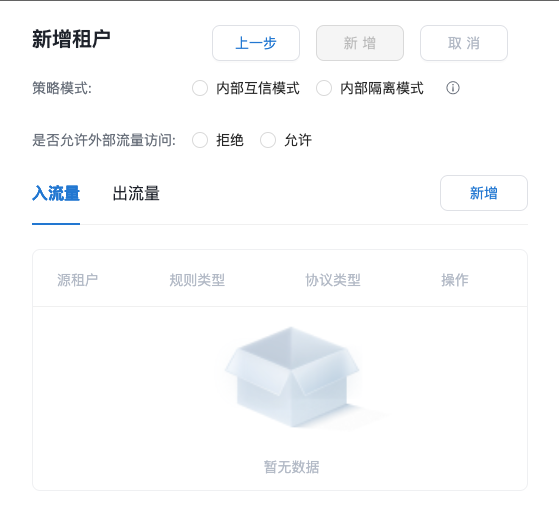 新增租户 上一步 新 增 取 消
策略模式: 内部互信模式 内部隔离模式
是否允许外部流量访问: 拒绝 允许
入流量 出流量 新增
源租户 规则类型 协议类型 操作
暂无数据